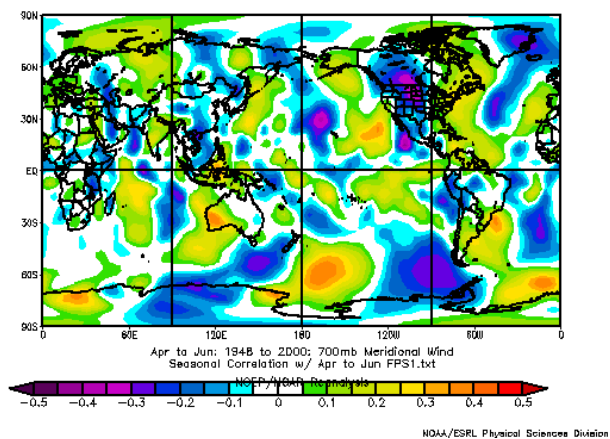 90N
60N
30N
EQ
30S
60S
90S
0 60E 120E 180 120W 60W 0
Apr to Jun: 1948 to 2000: 700mb Meridional Wind
Seasonal Correlation w/ Apr to Jun FPS1.txt
NCEP/NCAR Reanalysis
-0.5 -0.4 -0.3 -0.2 -0.1 0 0.1 0.2 0.3 0.4 0.5
NOAA/ESRL Physical Sciences Division